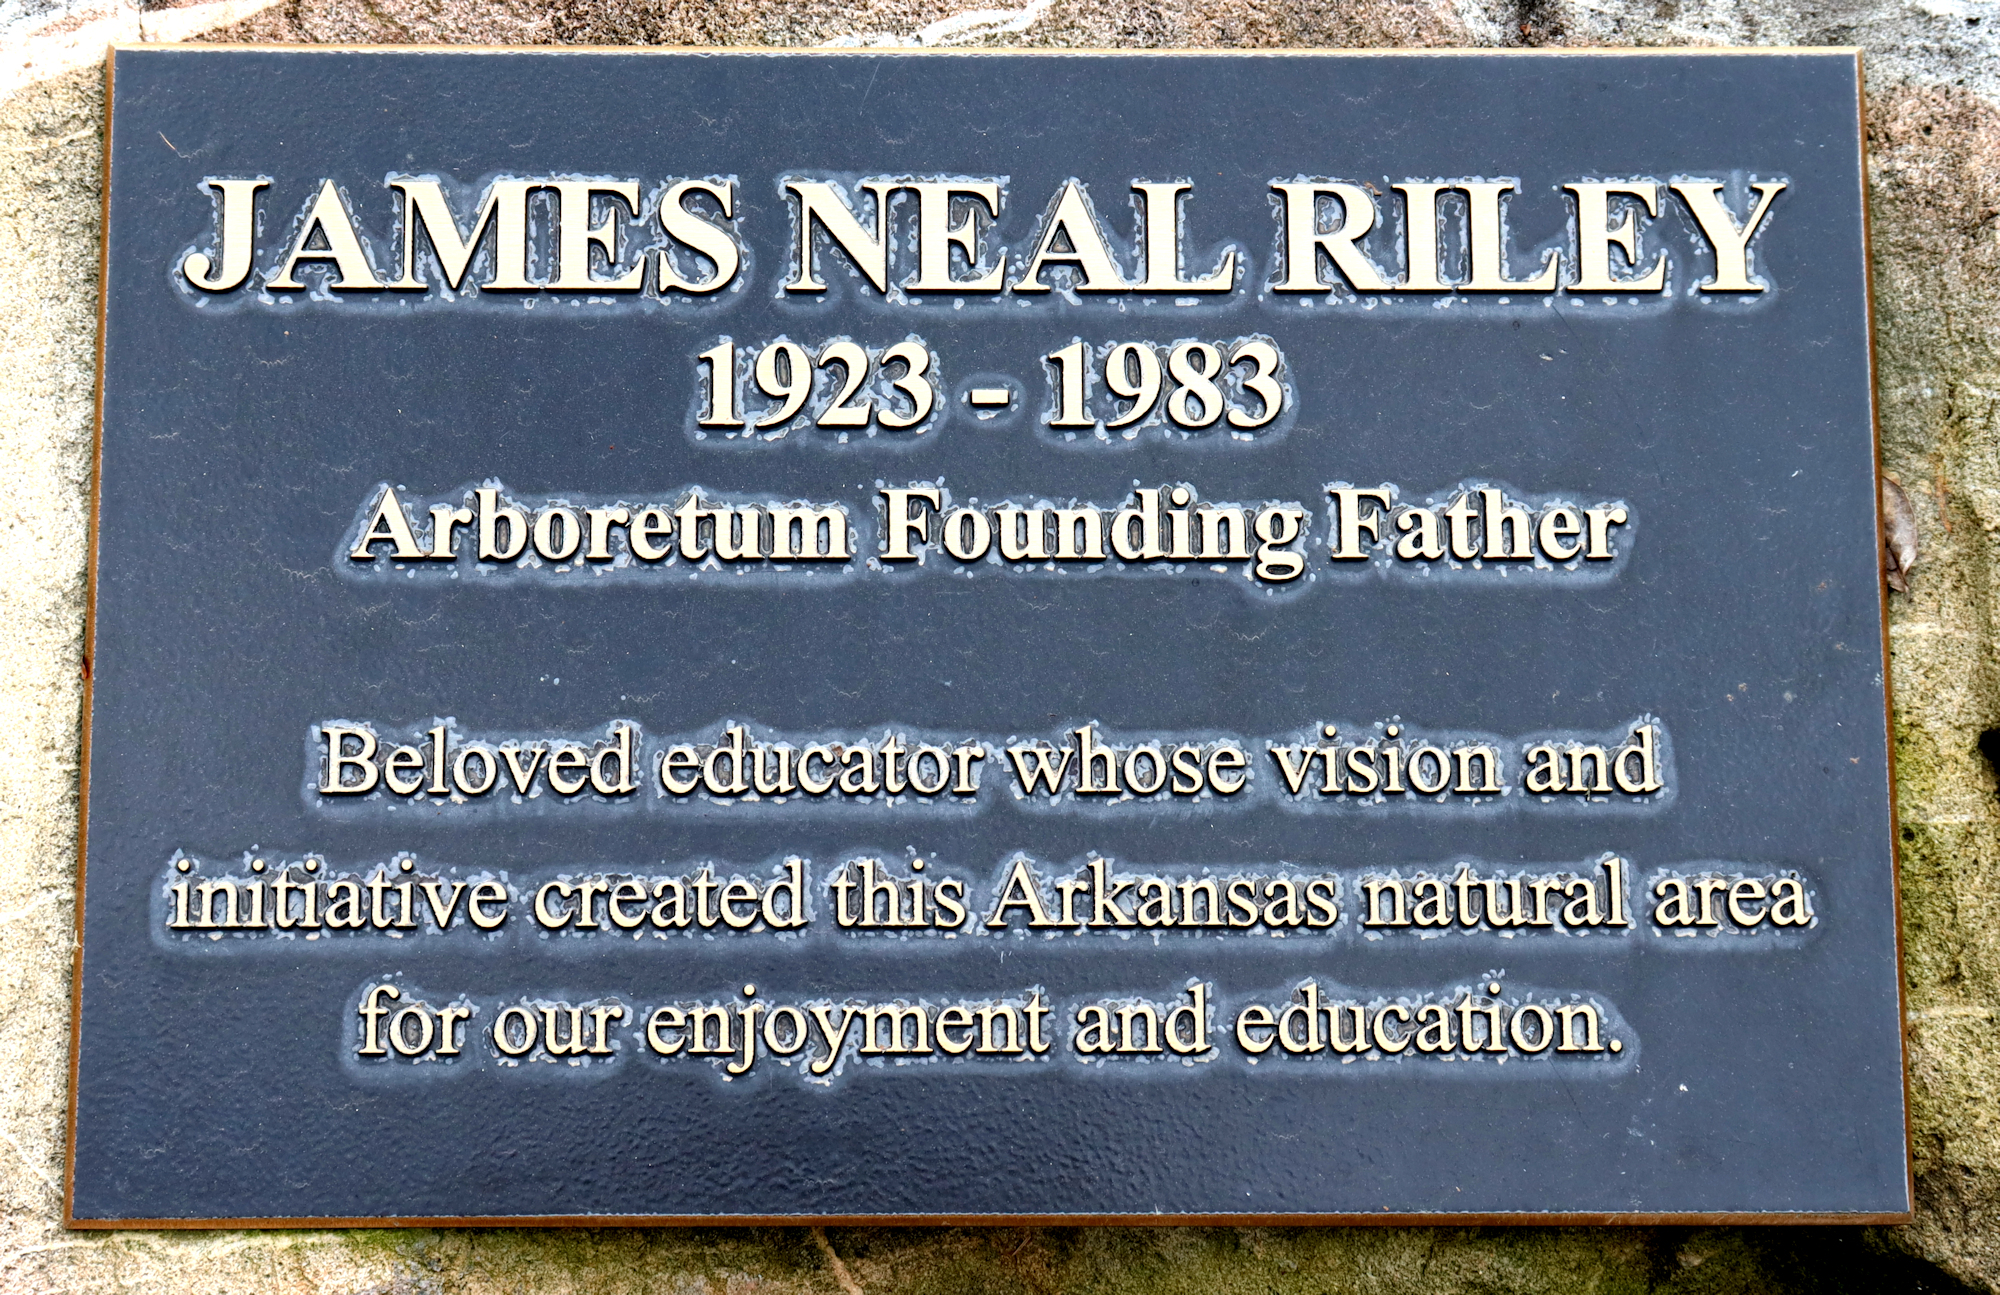 JAMES NEAL RILEY
1923 - 1983
Arboretum Founding Father
Beloved educator whose vision and
initiative created this Arkansas natural area
for our enjoyment and education.